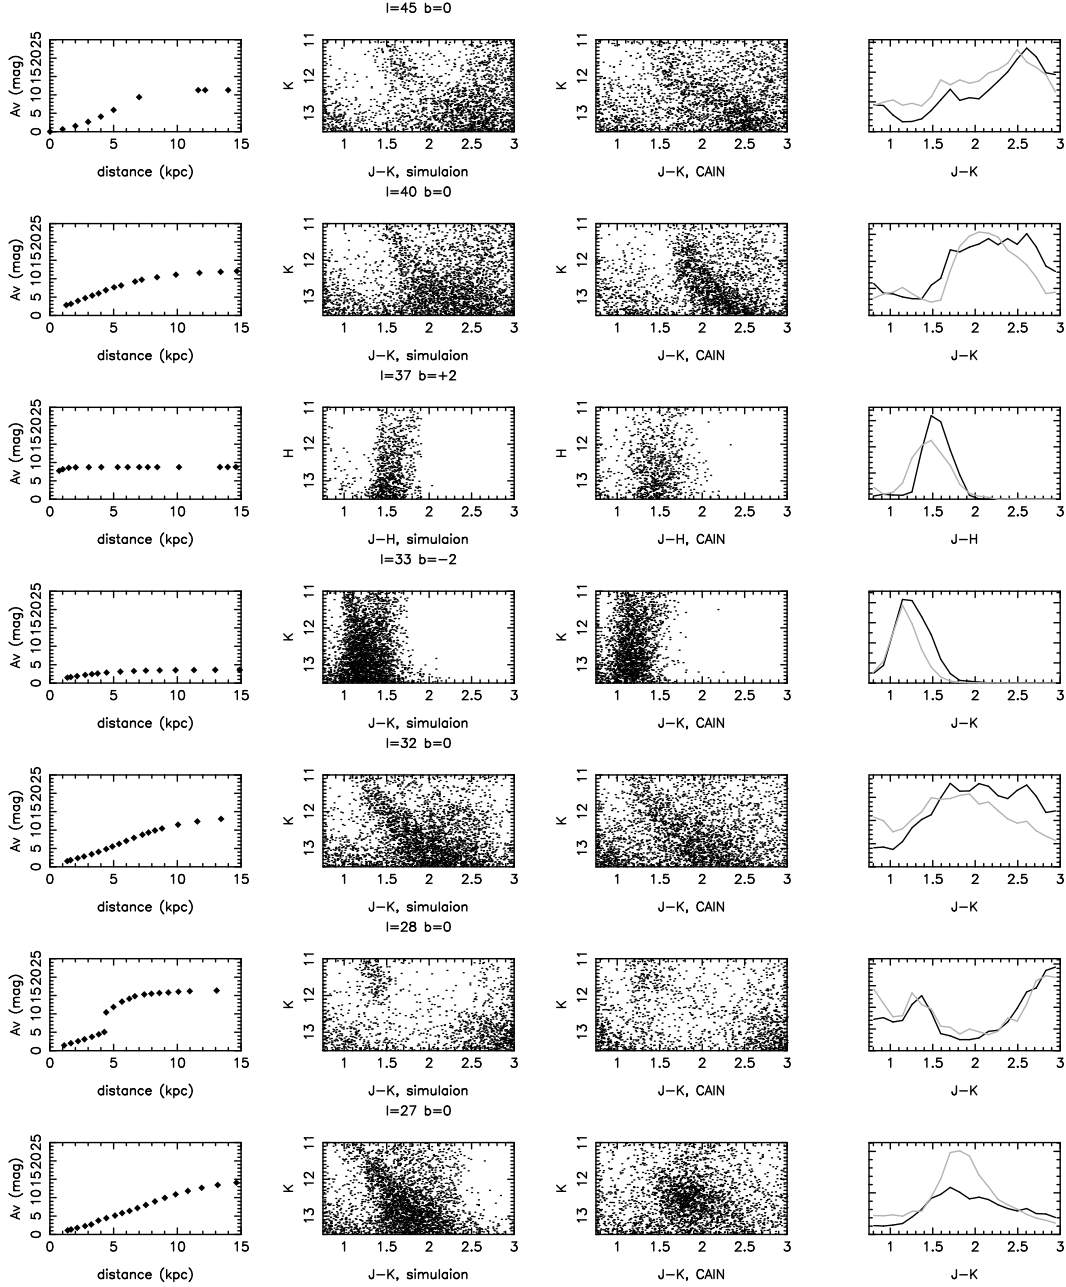 l=45 b=0
Av (mag)
0 5 10 15 20 25
K
11 12 13
K
11 12 13
0 5 10 15
1 1.5 2 2.5 3
1 1.5 2 2.5 3
1 1.5 2 2.5 3
distance (kpc)
J-K, simulaion
J-K, CAIN
J-K
l=40 b=0
Av (mag)
0 5 10 15 20 25
K
11 12 13
K
11 12 13
0 5 10 15
1 1.5 2 2.5 3
1 1.5 2 2.5 3
1 1.5 2 2.5 3
distance (kpc)
J-K, simulaion
J-K, CAIN
J-K
l=37 b=+2
Av (mag)
0 5 10 15 20 25
H
11 12 13
H
11 12 13
0 5 10 15
1 1.5 2 2.5 3
1 1.5 2 2.5 3
1 1.5 2 2.5 3
distance (kpc)
J-H, simulaion
J-H, CAIN
J-H
l=33 b=-2
Av (mag)
0 5 10 15 20 25
K
11 12 13
K
11 12 13
0 5 10 15
1 1.5 2 2.5 3
1 1.5 2 2.5 3
1 1.5 2 2.5 3
distance (kpc)
J-K, simulaion
J-K, CAIN
J-K
l=32 b=0
Av (mag)
0 5 10 15 20 25
K
11 12 13
K
11 12 13
0 5 10 15
1 1.5 2 2.5 3
1 1.5 2 2.5 3
1 1.5 2 2.5 3
distance (kpc)
J-K, simulaion
J-K, CAIN
J-K
l=28 b=0
Av (mag)
0 5 10 15 20 25
K
11 12 13
K
11 12 13
0 5 10 15
1 1.5 2 2.5 3
1 1.5 2 2.5 3
1 1.5 2 2.5 3
distance (kpc)
J-K, simulaion
J-K, CAIN
J-K
l=27 b=0
Av (mag)
0 5 10 15 20 25
K
11 12 13
K
11 12 13
0 5 10 15
1 1.5 2 2.5 3
1 1.5 2 2.5 3
1 1.5 2 2.5 3
distance (kpc)
J-K, simulaion
J-K, CAIN
J-K